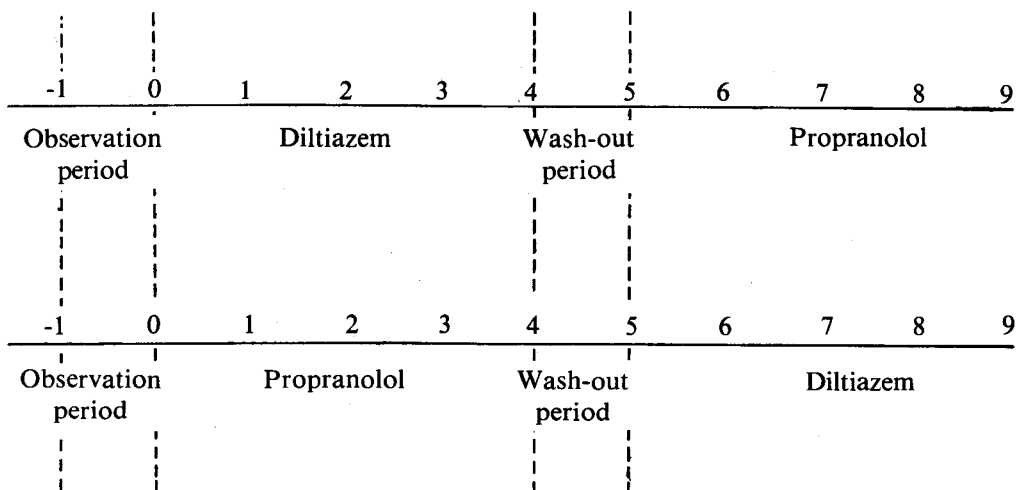 -1 0 1 2 3 4 5 6 7 8 9
Observation Diltiazem Wash-out Propranolol
period period
-1 0 1 2 3 4 5 6 7 8 9
Observation Propranolol Wash-out Diltiazem
period period